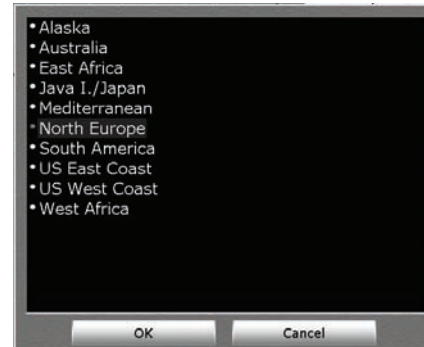 • Alaska
• Australia
• East Africa
• Java I./Japan
• Mediterranean
• North Europe
• South America
• US East Coast
• US West Coast
• West Africa
OK Cancel